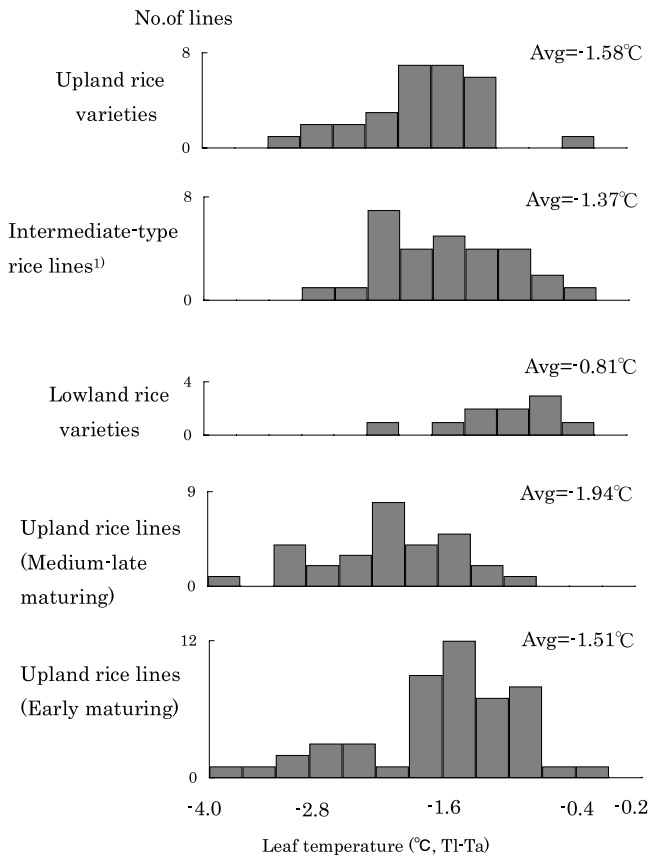 No.of lines
8
Avg=-1.58℃
Upland rice
varieties
0
8
Avg=-1.37℃
Intermediate-type
rice lines1)
0
Avg=-0.81℃
4
Lowland rice
varieties
0
9
Avg=-1.94℃
Upland rice lines
(Medium-late
maturing)
0
12
Avg=-1.51℃
Upland rice lines
(Early maturing)
0
-4.0 -2.8 -1.6 -0.4 -0.2
Leaf temperature (℃, Tl-Ta)